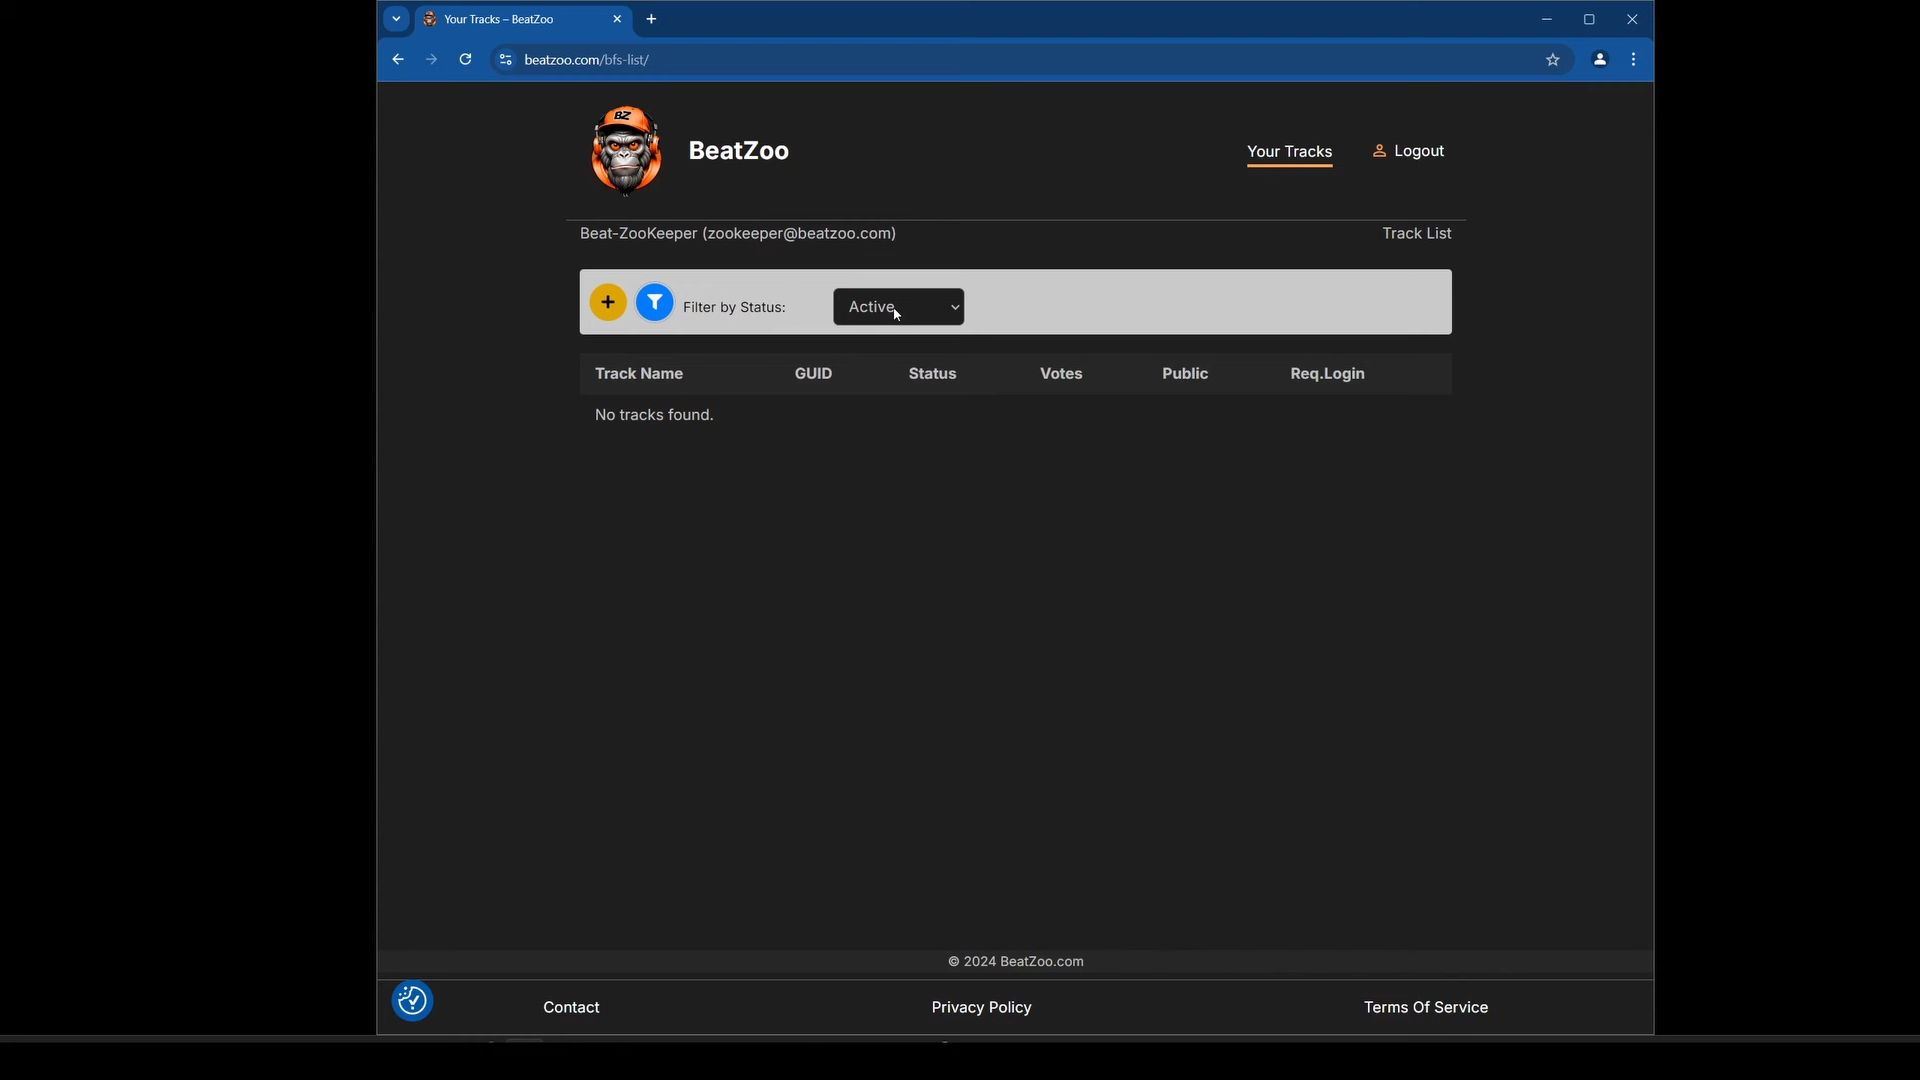 Your Tracks – BeatZoo
beatzoo.com/bfs-list/
BZ
BeatZoo
Your Tracks
Logout
Beat-ZooKeeper (zookeeper@beatzoo.com)
Track List
Filter by Status:
Active
Track Name GUID Status Votes Public Req.Login
No tracks found.
© 2024 BeatZoo.com
Contact
Privacy Policy
Terms Of Service